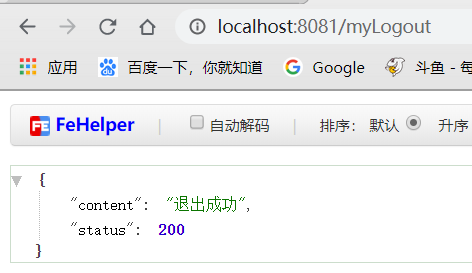 localhost:8081/myLogout
应用 百度一下，你就知道 Google 斗鱼 - 每
FeHelper | 自动解码 | 排序： 默认 升序
{
"content": "退出成功",
"status": 200
}